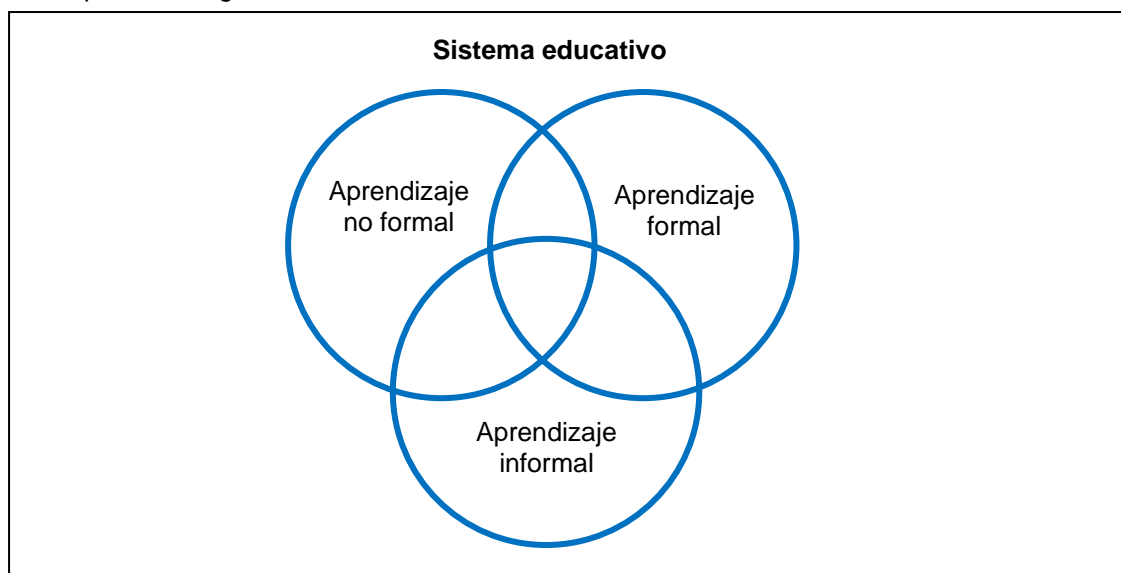 Sistema educativo
Aprendizaje
no formal
Aprendizaje
formal
Aprendizaje
informal